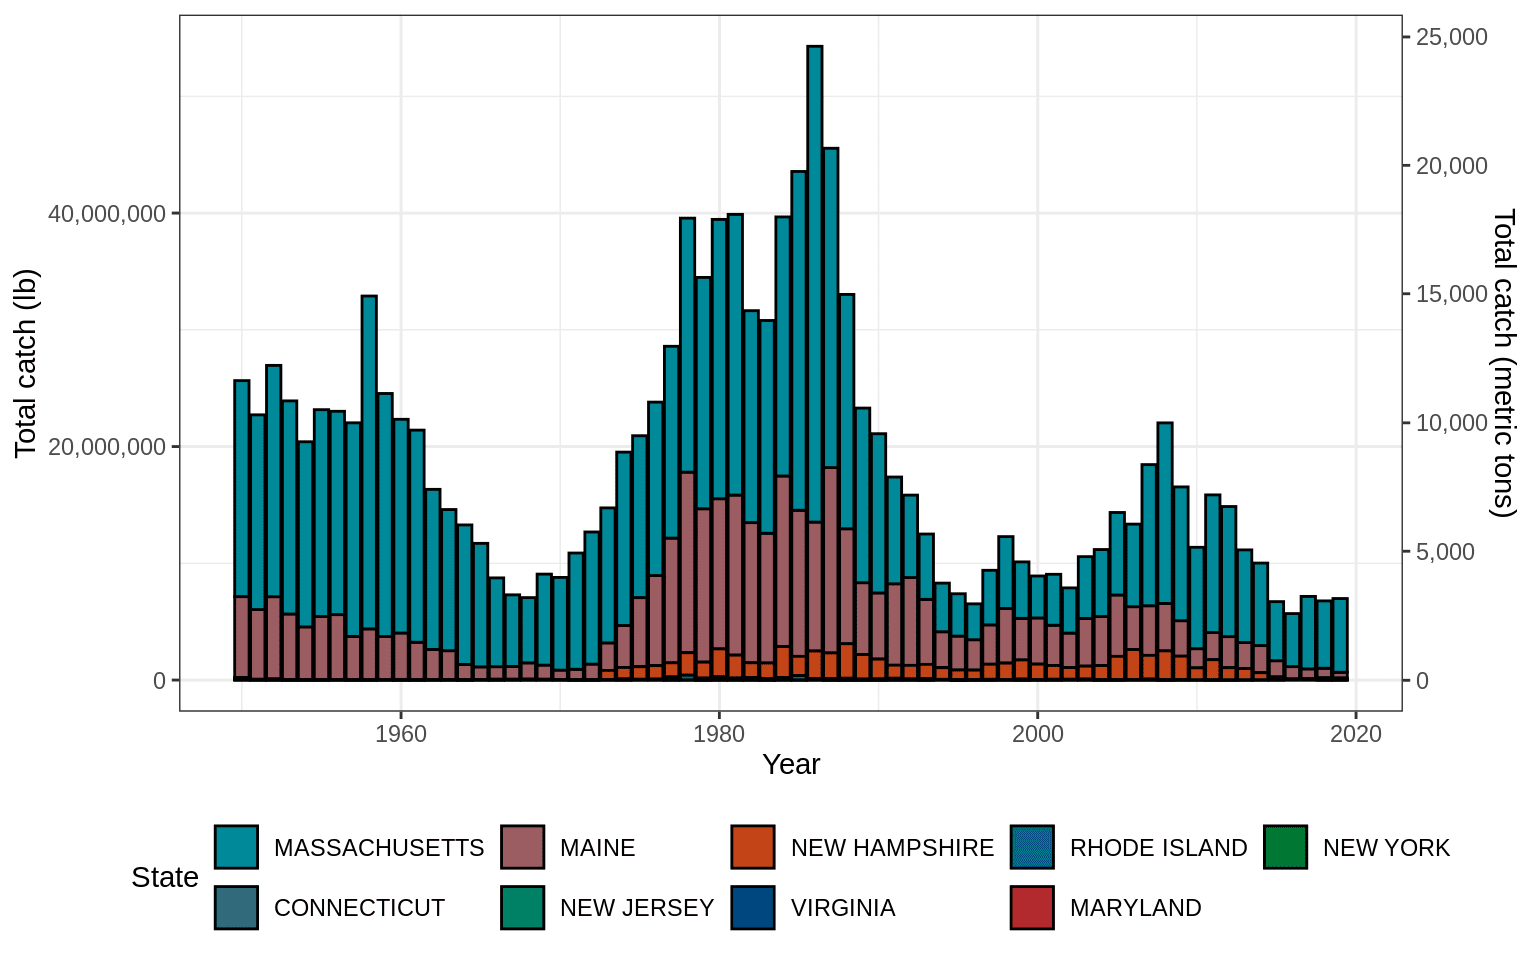 25,000
20,000
40,000,000
15,000
Total catch (lb)
Total catch (metric tons)
10,000
20,000,000
5,000
0
0
1960
1980
2000
2020
Year
State
MASSACHUSETTS
MAINE
NEW HAMPSHIRE
RHODE ISLAND
NEW YORK
CONNECTICUT
NEW JERSEY
VIRGINIA
MARYLAND